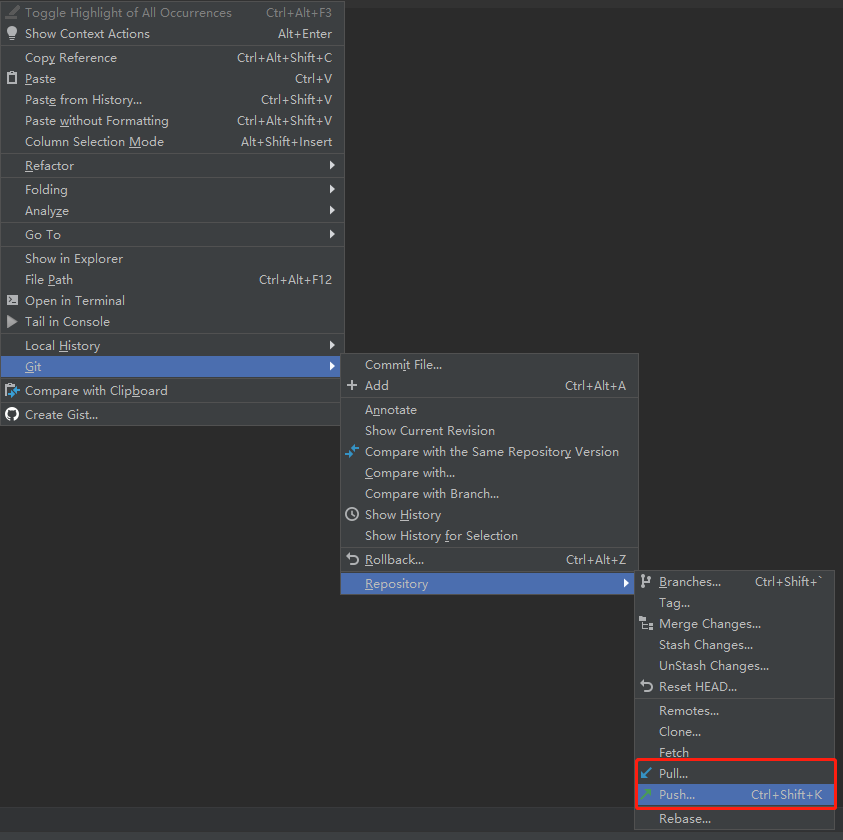 Toggle Highlight of All Occurrences Ctrl+Alt+F3
Show Context Actions Alt+Enter
Copy Reference Ctrl+Alt+Shift+C
Paste Ctrl+V
Paste from History... Ctrl+Shift+V
Paste without Formatting Ctrl+Alt+Shift+V
Column Selection Mode Alt+Shift+Insert
Refactor
Folding
Analyze
Go To
Show in Explorer
File Path Ctrl+Alt+F12
Open in Terminal
Tail in Console
Local History
Git
Compare with Clipboard
Create Gist...
Commit File...
Add Ctrl+Alt+A
Annotate
Show Current Revision
Compare with the Same Repository Version
Compare with...
Compare with Branch...
Show History
Show History for Selection
Rollback... Ctrl+Alt+Z
Repository
Branches... Ctrl+Shift+`
Tag...
Merge Changes...
Stash Changes...
UnStash Changes...
Reset HEAD...
Remotes...
Clone...
Fetch
Pull...
Push... Ctrl+Shift+K
Rebase...